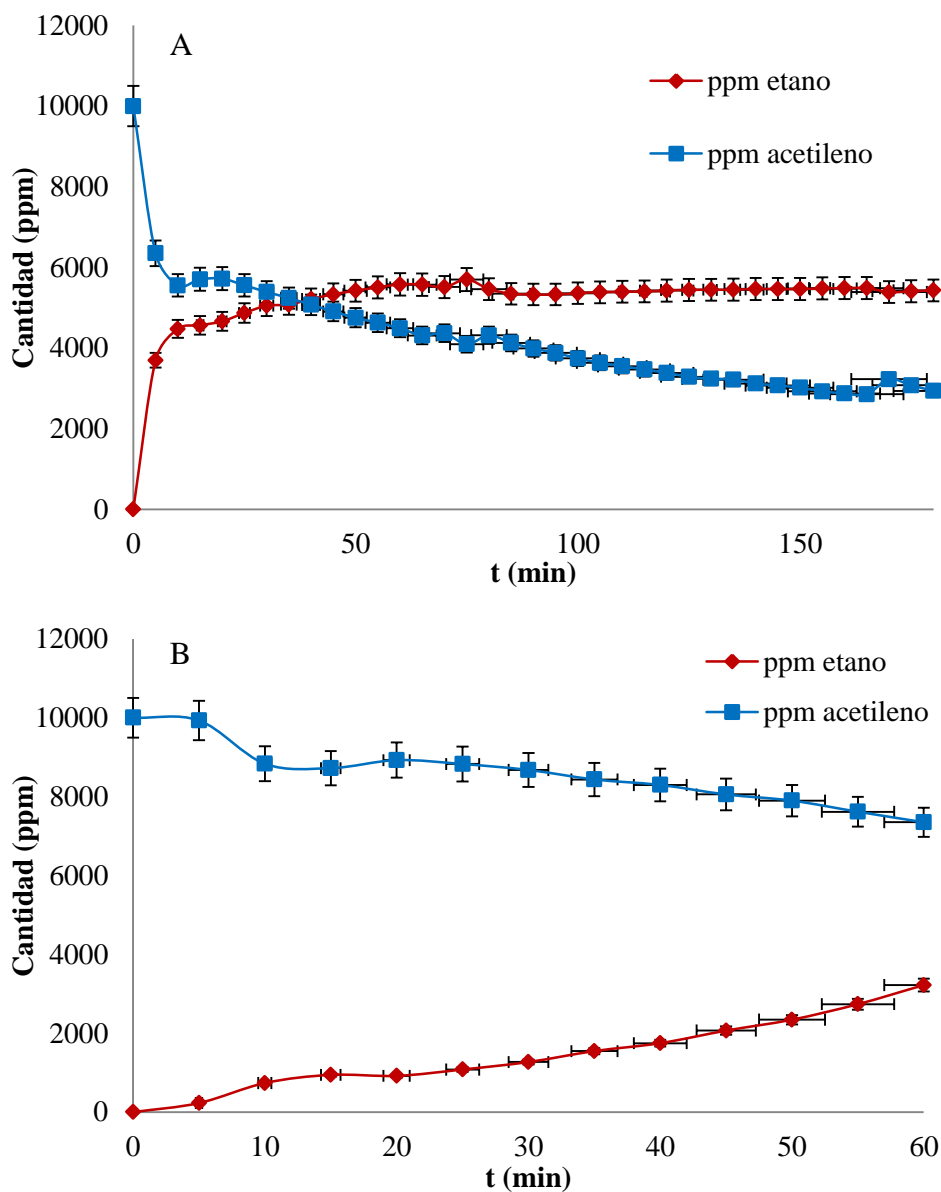 12000
A
ppm etano
10000
ppm acetileno
8000
6000
4000
2000
0
Cantidad (ppm)
0 50 100 150
t (min)
12000
B
ppm etano
10000
ppm acetileno
8000
6000
4000
2000
0
Cantidad (ppm)
0 10 20 30 40 50 60
t (min)